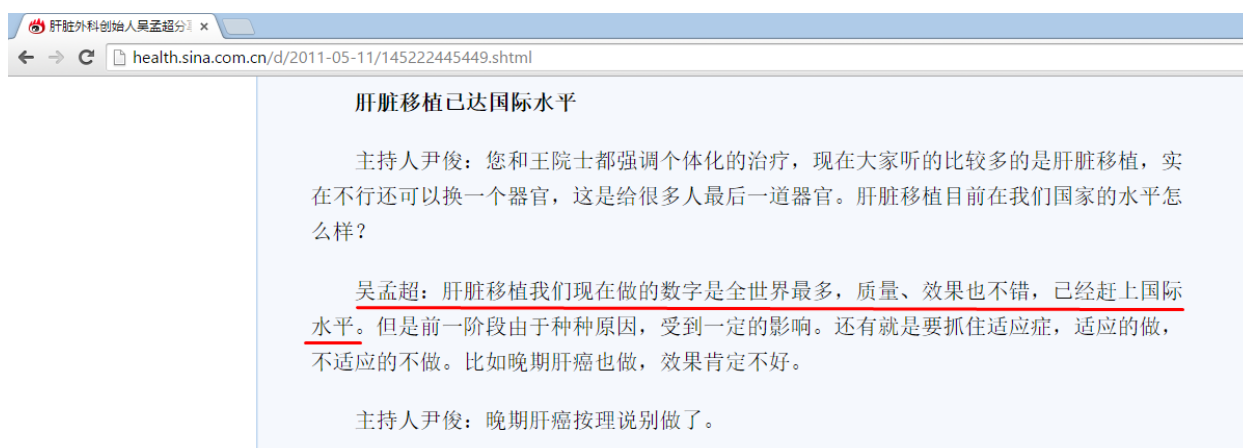 肝脏外科创始人吴孟超分
health.sina.com.cn/d/2011-05-11/145222445449.shtml
肝脏移植已达国际水平
主持人尹俊：您和王院士都强调个体化的治疗，现在大家听的比较多的是肝脏移植，实
在不行还可以换一个器官，这是给很多人最后一道器官。肝脏移植目前在我们国家的水平怎
么样？
吴孟超：肝脏移植我们现在做的数字是全世界最多，质量、效果也不错，已经赶上国际
水平。但是前一阶段由于种种原因，受到一定的影响。还有就是要抓住适应症，适应的做，
不适应的不做。比如晚期肝癌也做，效果肯定不好。
主持人尹俊：晚期肝癌按理说别做了。